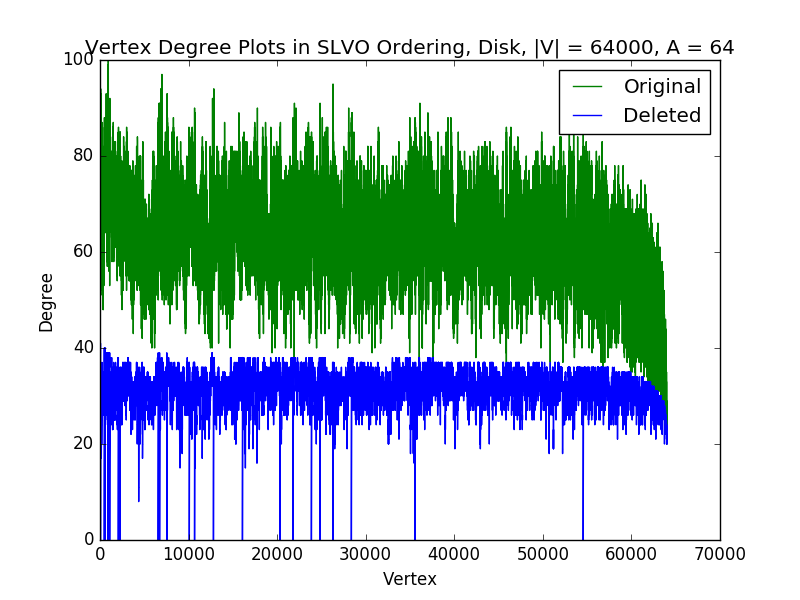 Vertex Degree Plots in SLVO Ordering, Disk, |V| = 64000, A = 64
Original
Deleted
100
80
60
40
20
0
Degree
0 10000 20000 30000 40000 50000 60000 70000
Vertex